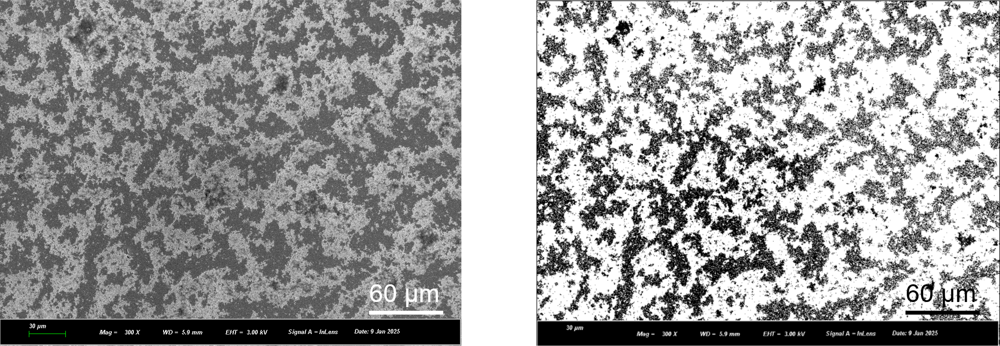 60 µm
30 µm Mag = 300 X WD = 5.9 mm EHT = 3.00 kV Signal A = InLens Date: 9 Jan 2025
60 µm
30 µm Mag = 300 X WD = 5.9 mm EHT = 3.00 kV Signal A = InLens Date: 9 Jan 2025